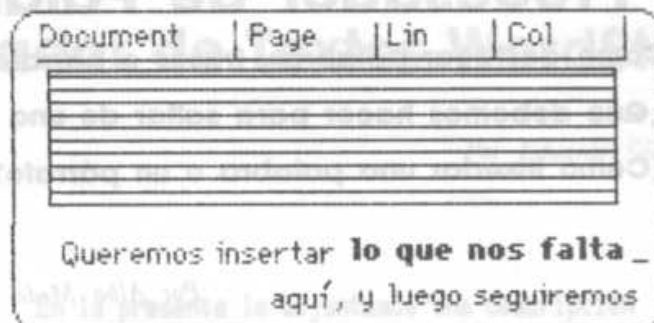 Document | Page | Lin | Col |
Queremos insertar lo que nos falta _
aquí, y luego seguiremos